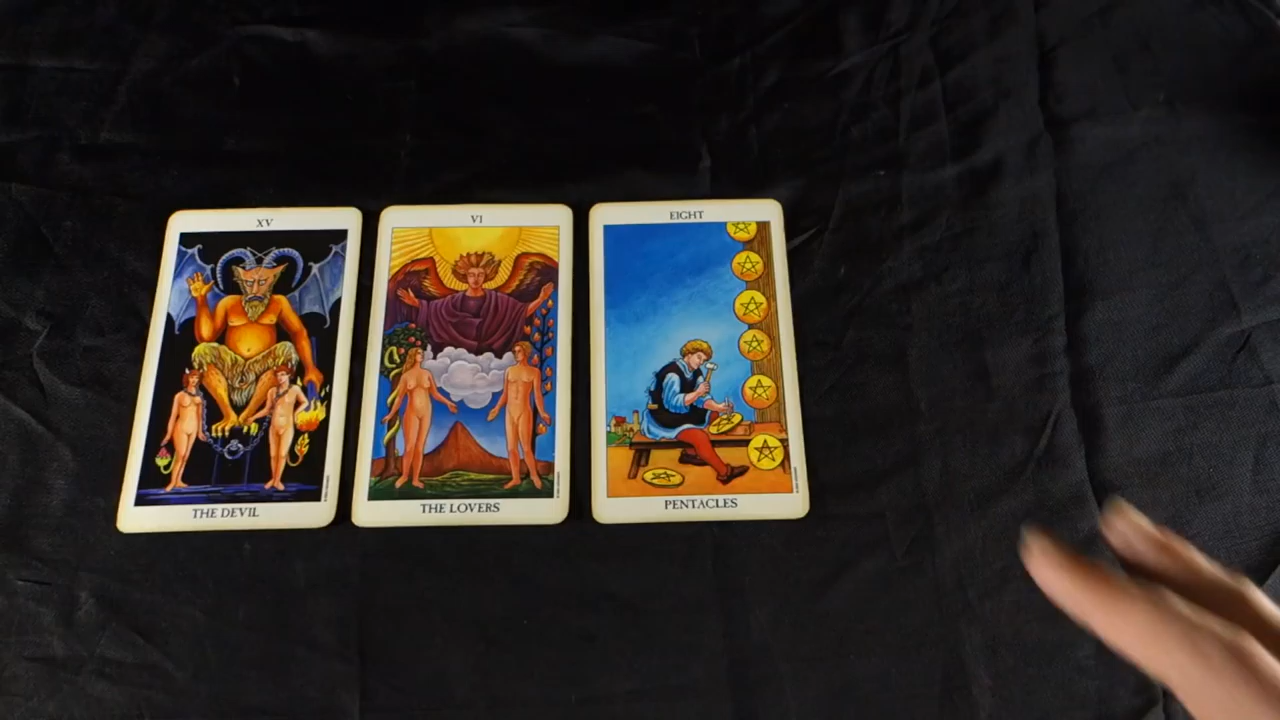 XV
THE DEVIL
VI
THE LOVERS
EIGHT
PENTACLES